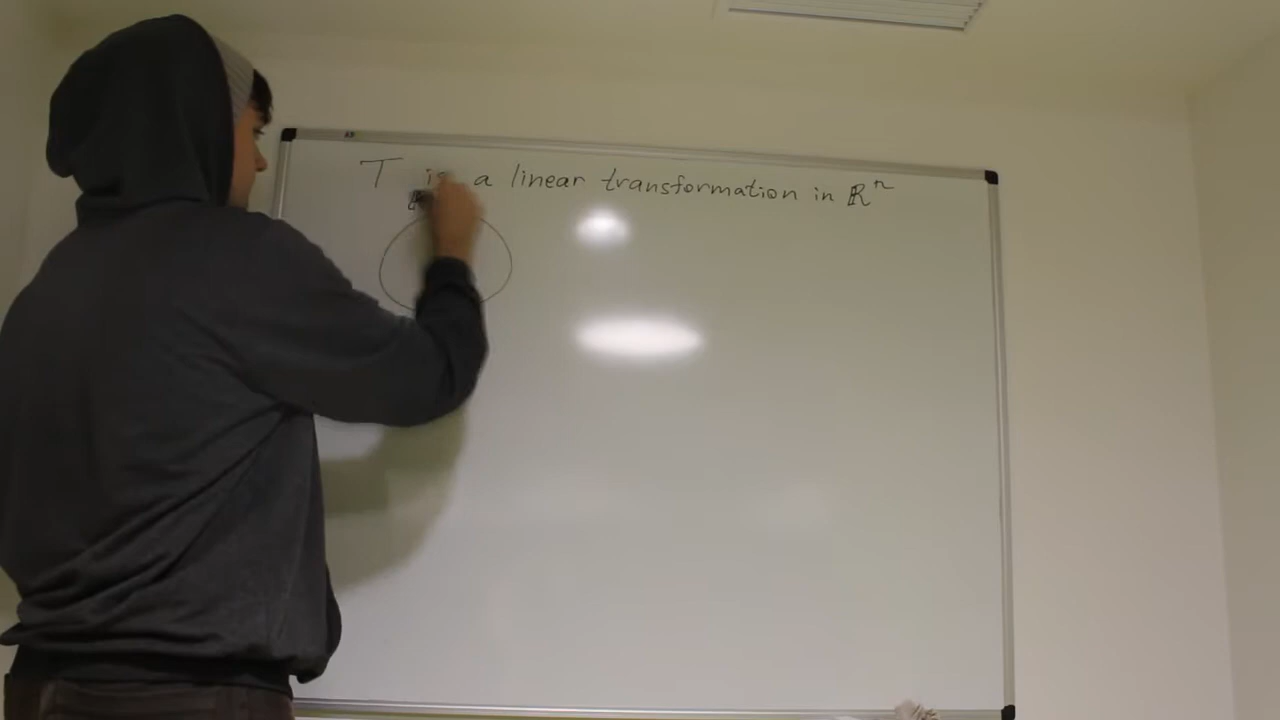 T is a linear transformation in ℝⁿ